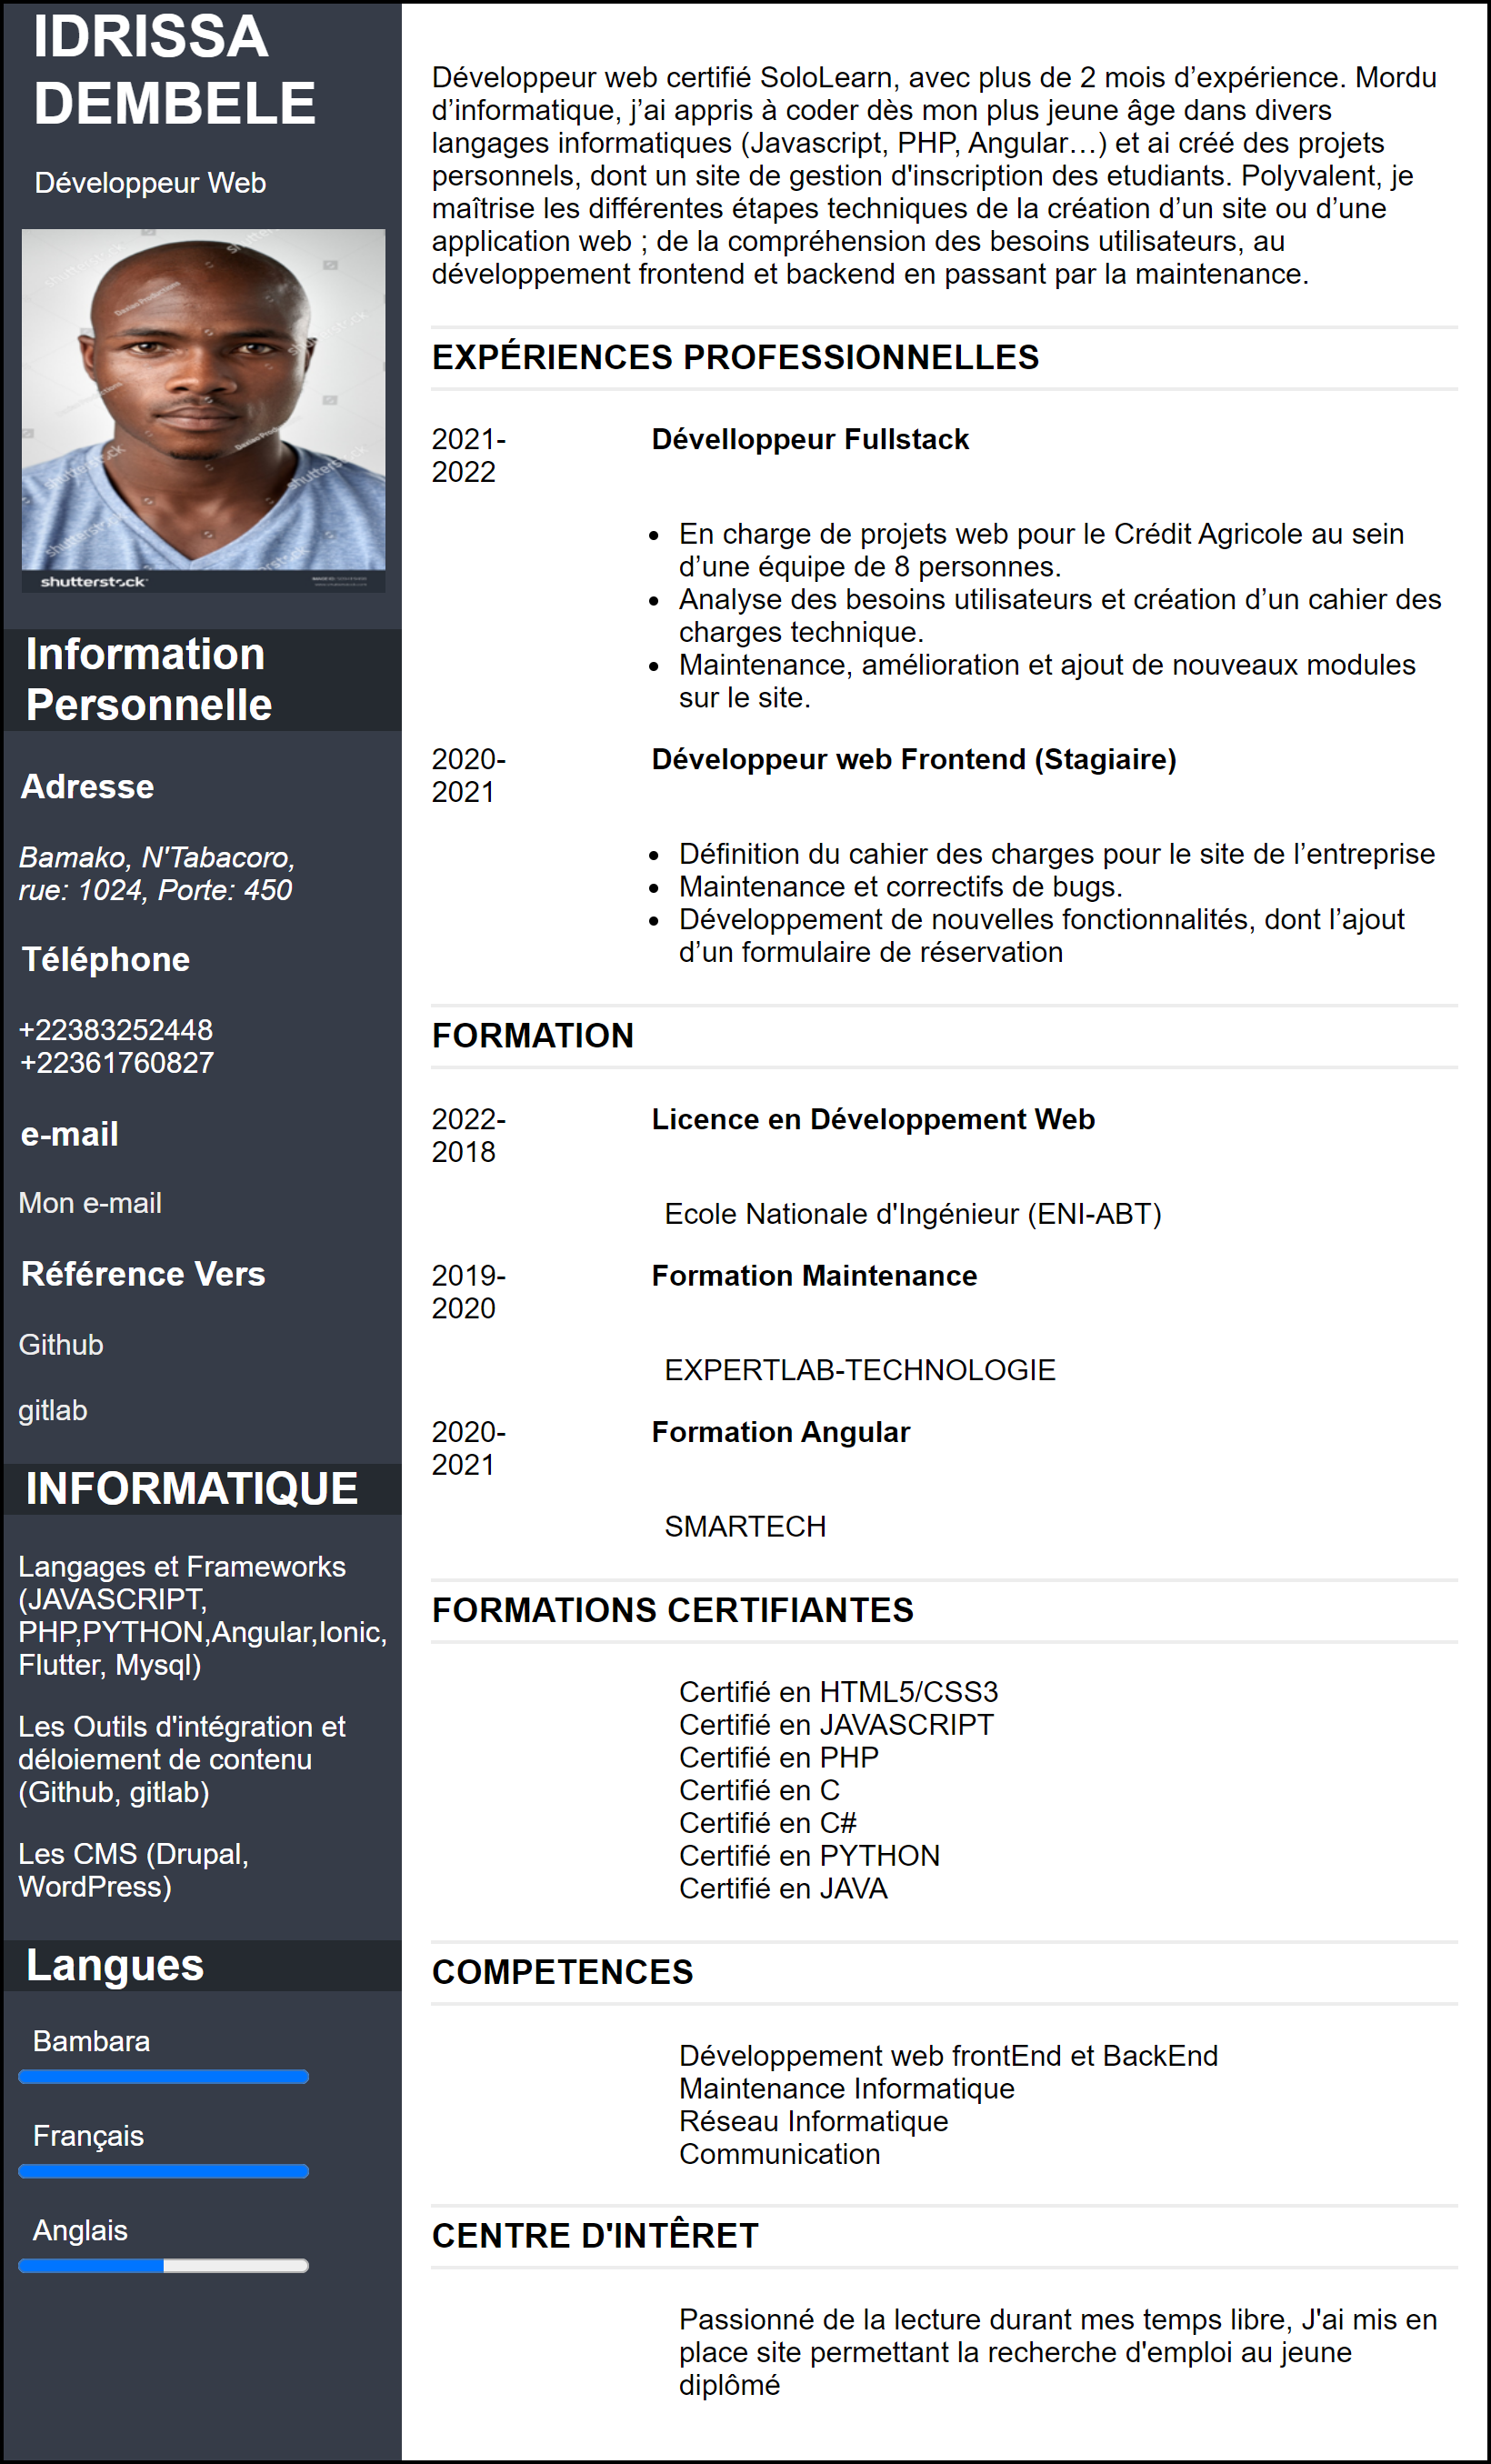 IDRISSA
DEMBELE
Développeur Web
shutterstock
Information
Personnelle
Adresse
Bamako, N'Tabacoro,
rue: 1024, Porte: 450
Téléphone
+22383252448
+22361760827
e-mail
Mon e-mail
Référence Vers
Github
gitlab
INFORMATIQUE
Langages et Frameworks
(JAVASCRIPT,
PHP,PYTHON,Angular,Ionic,
Flutter, Mysql)
Les Outils d'intégration et
déloiement de contenu
(Github, gitlab)
Les CMS (Drupal,
WordPress)
Langues
Bambara
Français
Anglais
Développeur web certifié SoloLearn, avec plus de 2 mois d’expérience. Mordu
d’informatique, j’ai appris à coder dès mon plus jeune âge dans divers
langages informatiques (Javascript, PHP, Angular…) et ai créé des projets
personnels, dont un site de gestion d'inscription des etudiants. Polyvalent, je
maîtrise les différentes étapes techniques de la création d’un site ou d’une
application web ; de la compréhension des besoins utilisateurs, au
développement frontend et backend en passant par la maintenance.
EXPÉRIENCES PROFESSIONNELLES
2021-
2022
Dévelloppeur Fullstack
• En charge de projets web pour le Crédit Agricole au sein
d’une équipe de 8 personnes.
• Analyse des besoins utilisateurs et création d’un cahier des
charges technique.
• Maintenance, amélioration et ajout de nouveaux modules
sur le site.
2020-
2021
Développeur web Frontend (Stagiaire)
• Définition du cahier des charges pour le site de l’entreprise
• Maintenance et correctifs de bugs.
• Développement de nouvelles fonctionnalités, dont l’ajout
d’un formulaire de réservation
FORMATION
2022-
2018
Licence en Développement Web
Ecole Nationale d'Ingénieur (ENI-ABT)
2019-
2020
Formation Maintenance
EXPERTLAB-TECHNOLOGIE
2020-
2021
Formation Angular
SMARTECH
FORMATIONS CERTIFIANTES
Certifié en HTML5/CSS3
Certifié en JAVASCRIPT
Certifié en PHP
Certifié en C
Certifié en C#
Certifié en PYTHON
Certifié en JAVA
COMPETENCES
Développement web frontEnd et BackEnd
Maintenance Informatique
Réseau Informatique
Communication
CENTRE D'INTÊRET
Passionné de la lecture durant mes temps libre, J'ai mis en
place site permettant la recherche d'emploi au jeune
diplômé